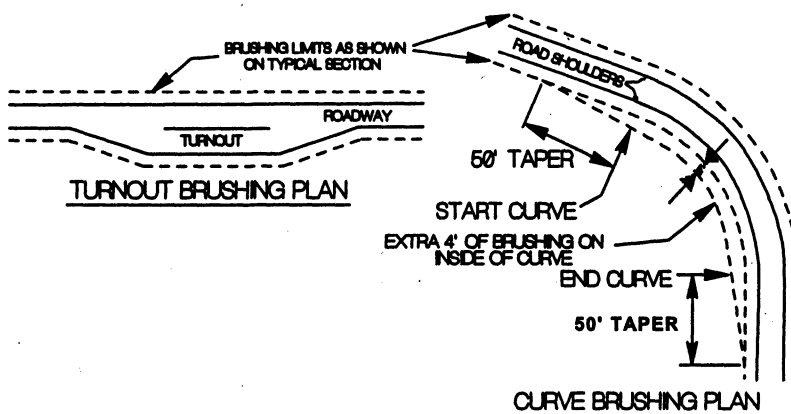 BRUSHING LIMITS AS SHOWN
ON TYPICAL SECTION
ROADWAY
TURNOUT
TURNOUT BRUSHING PLAN
ROAD SHOULDERS
50' TAPER
START CURVE
EXTRA 4' OF BRUSHING ON
INSIDE OF CURVE
END CURVE
50' TAPER
CURVE BRUSHING PLAN